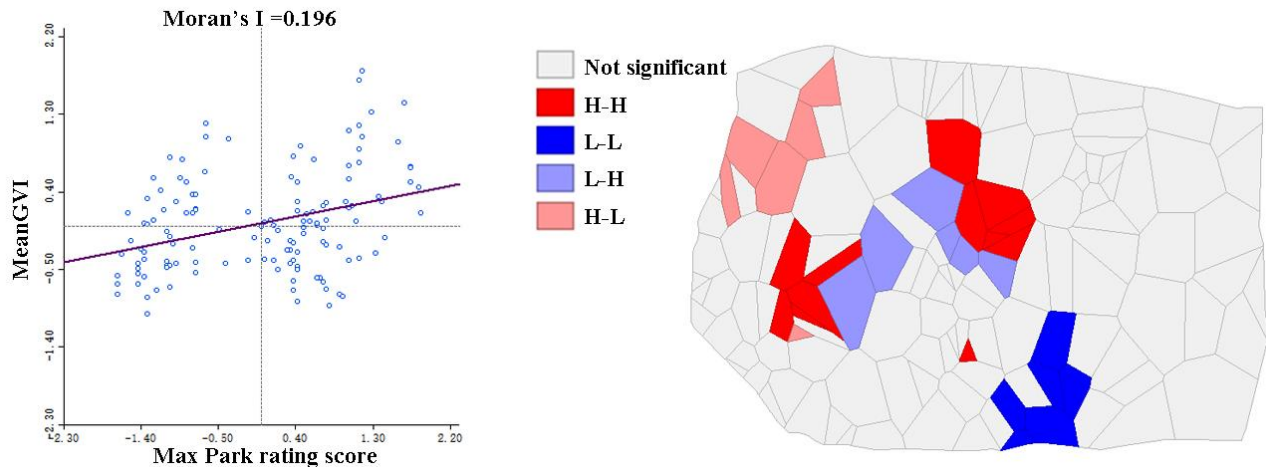 Moran's I =0.196
2.20
1.30
0.40
-0.50
-1.40
-2.30
MeanGVI
-2.30 -1.40 -0.50 0.40 1.30 2.20
Max Park rating score
Not significant
H-H
L-L
L-H
H-L